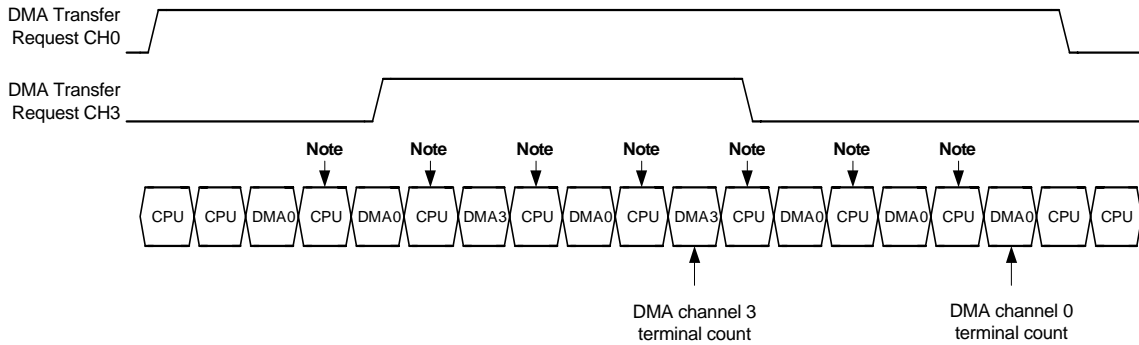 DMA Transfer
Request CH0
DMA Transfer
Request CH3
Note Note Note Note Note Note Note
CPU CPU DMA0 CPU DMA0 CPU DMA3 CPU DMA0 CPU DMA3 CPU DMA0 CPU DMA0 CPU DMA0 CPU CPU
DMA channel 3
terminal count
DMA channel 0
terminal count